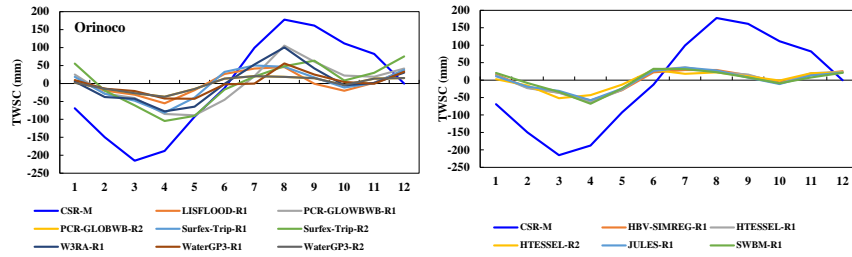 Orinoco
TWSC (mm)
200
150
100
50
0
-50
-100
-150
-200
-250
1 2 3 4 5 6 7 8 9 10 11 12
CSR-M LISFLOOD-R1 PCR-GLOWBWB-R1
PCR-GLOBWB-R2 Surfex-Trip-R1 Surfex-Trip-R2
W3RA-R1 WaterGP3-R1 WaterGP3-R2
TWSC (mm)
200
150
100
50
0
-50
-100
-150
-200
-250
1 2 3 4 5 6 7 8 9 10 11 12
CSR-M HBV-SIMREG-R1 HTESSEL-R1
HTESSEL-R2 JULES-R1 SWBM-R1